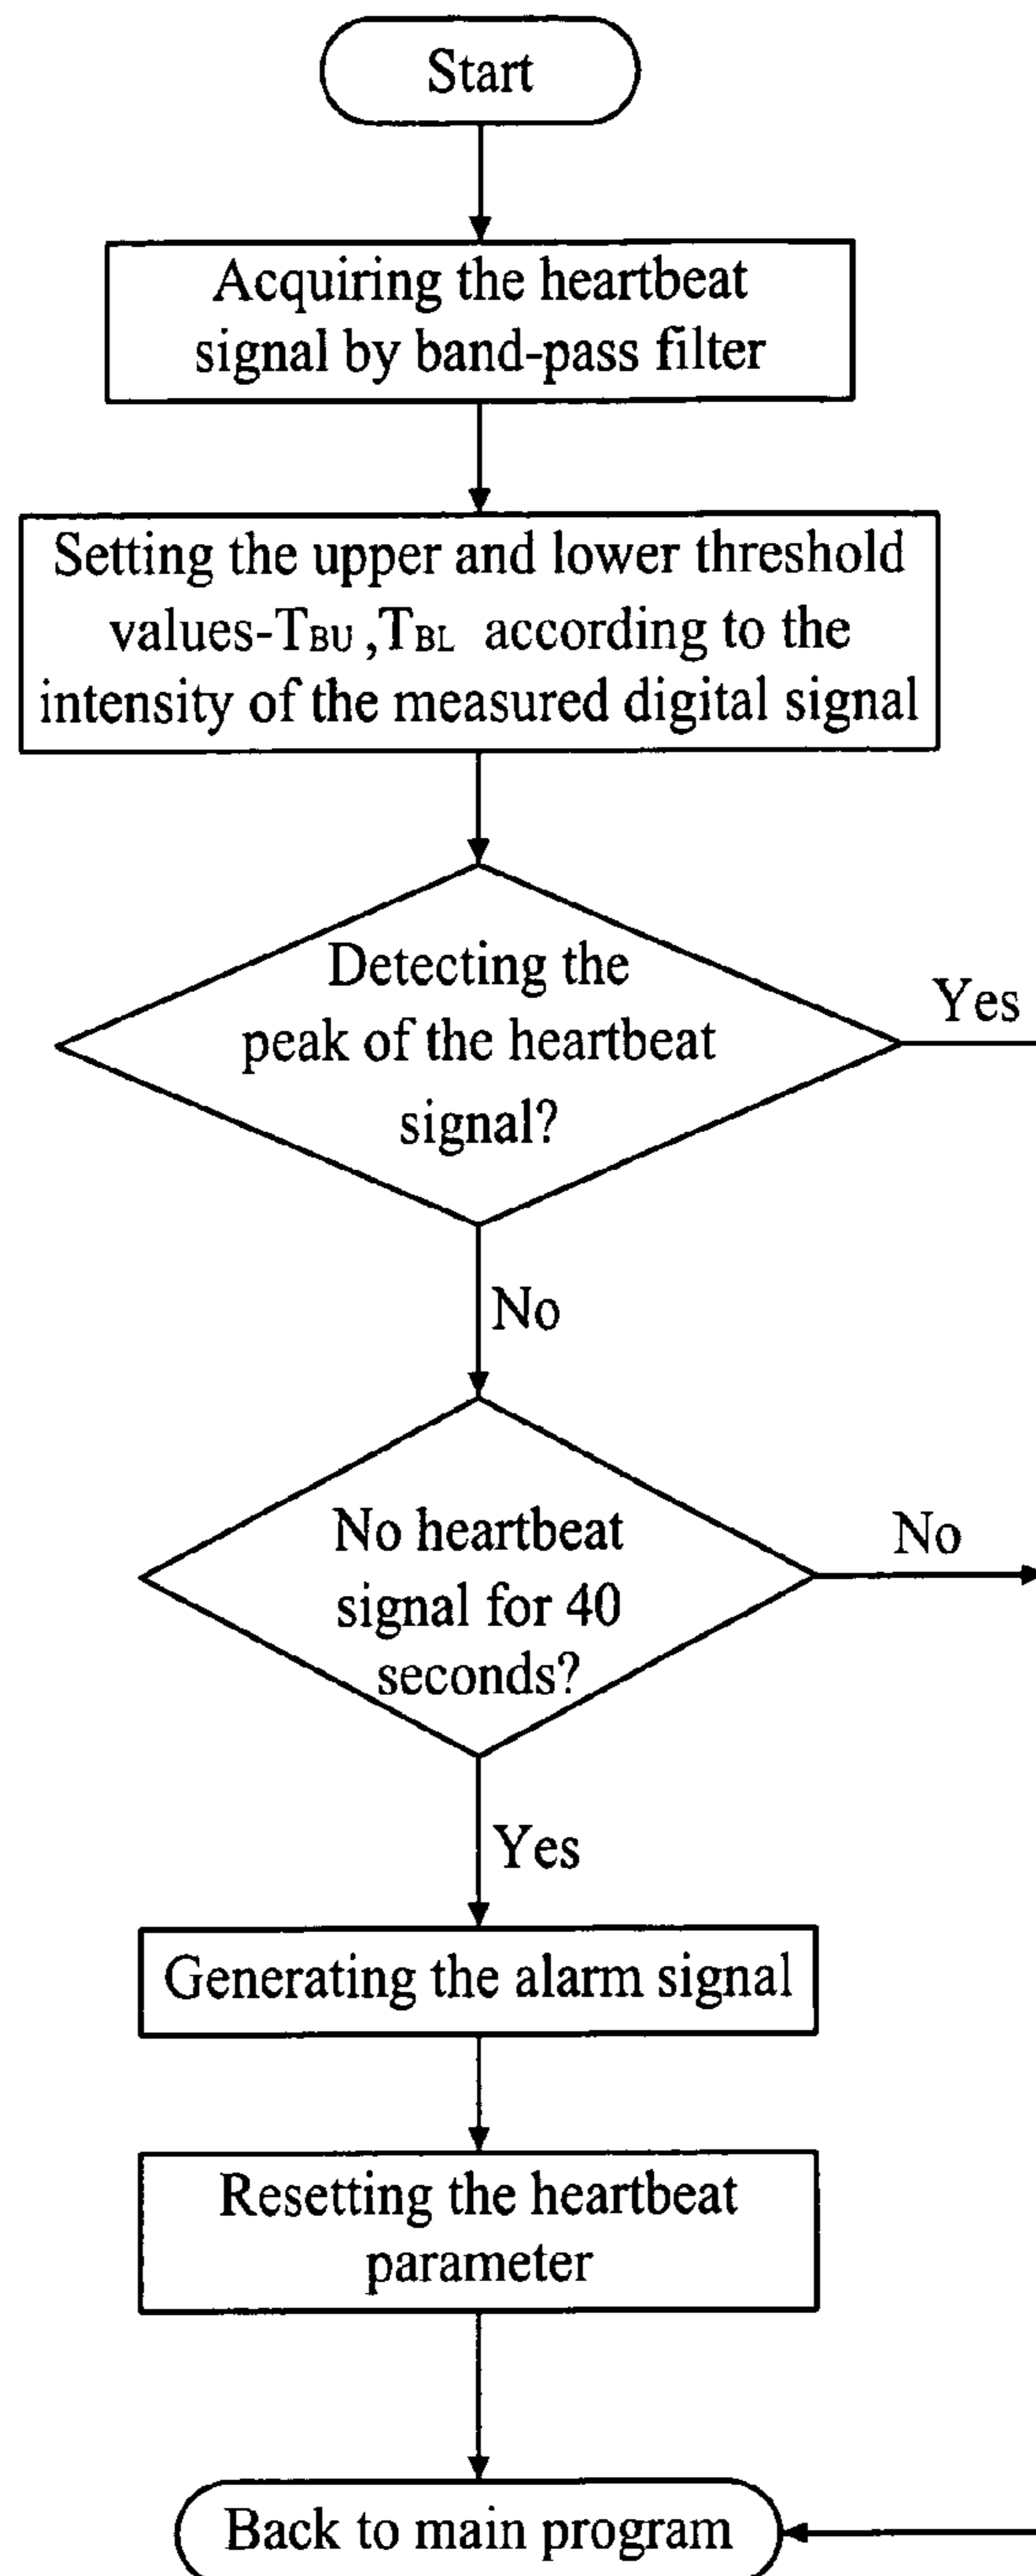 Start
Acquiring the heartbeat
signal by band-pass filter
Setting the upper and lower threshold
values-TBU ,TBL according to the
intensity of the measured digital signal
Detecting the
peak of the heartbeat
signal?
Yes
No
No heartbeat
signal for 40
seconds?
No
Yes
Generating the alarm signal
Resetting the heartbeat
parameter
Back to main program